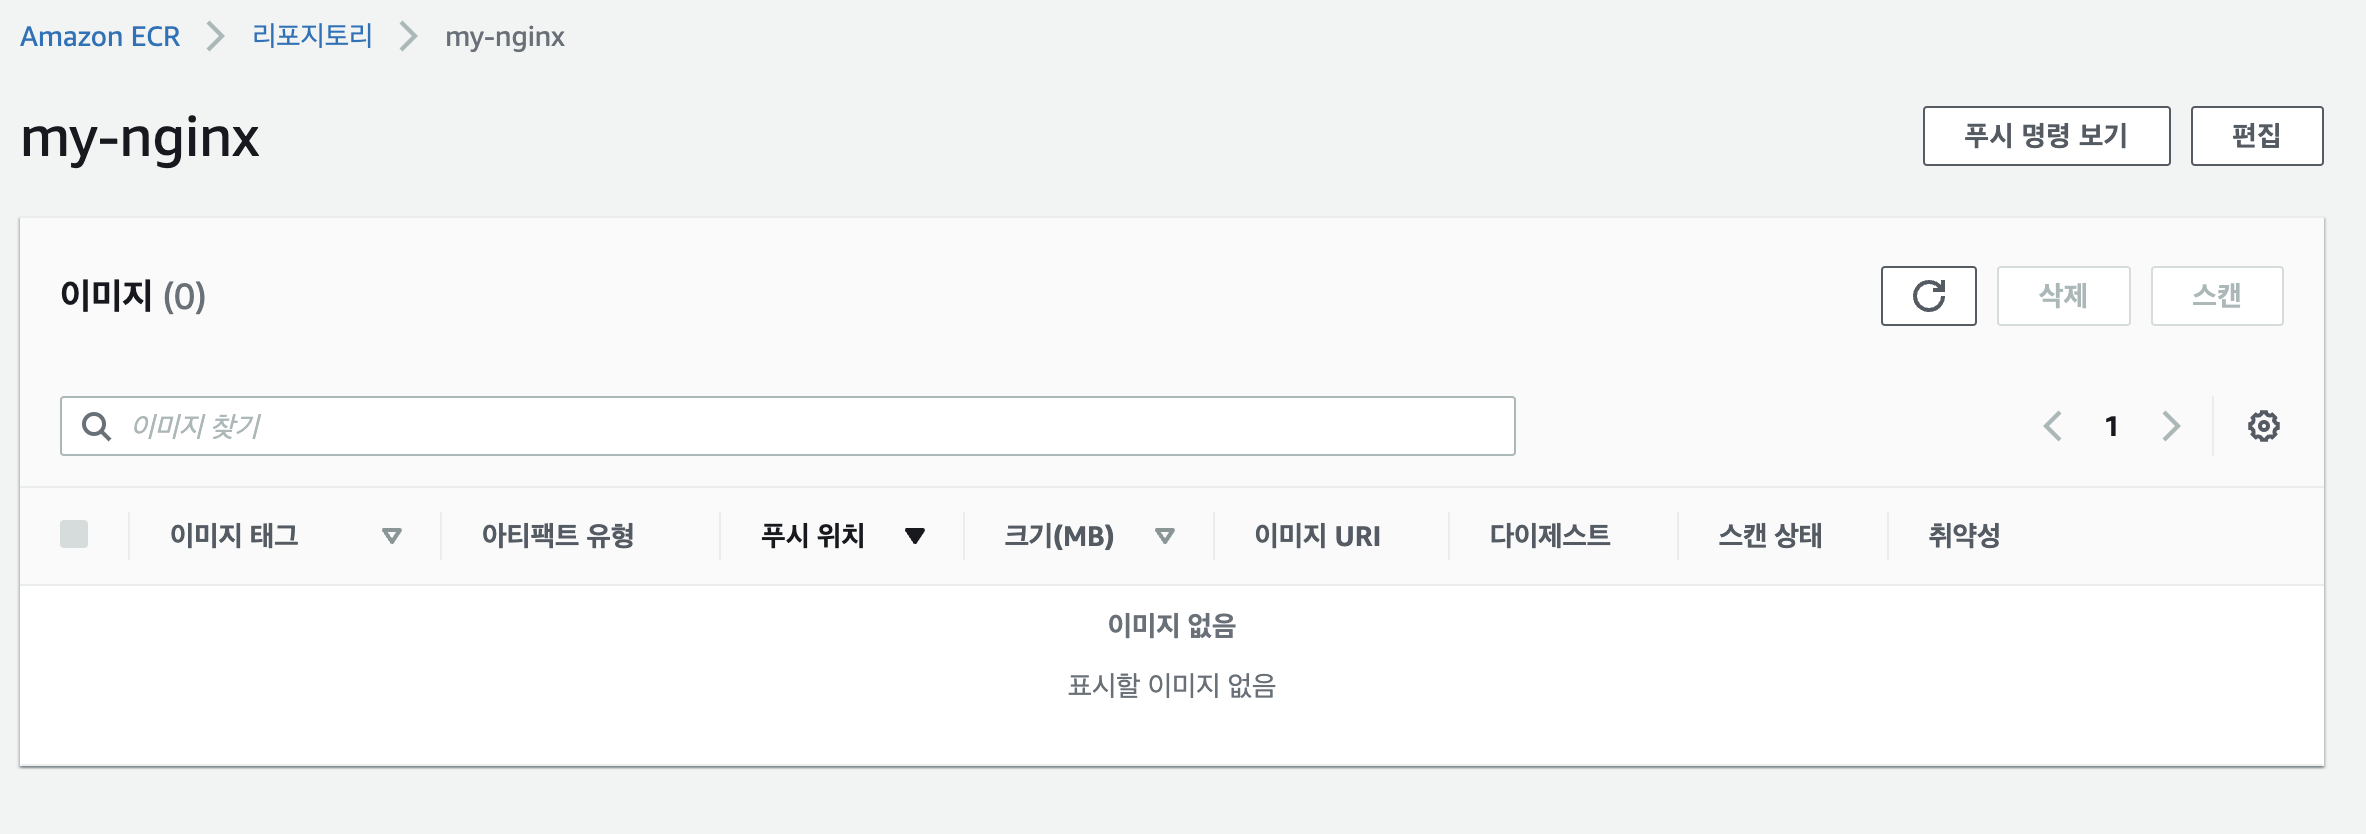 Amazon ECR 리포지토리 my-nginx
my-nginx
푸시 명령 보기 편집
이미지 (0)
삭제 스캔
이미지 찾기
1
이미지 태그 아티팩트 유형 푸시 위치 크기(MB) 이미지 URI 다이제스트 스캔 상태 취약성
이미지 없음
표시할 이미지 없음